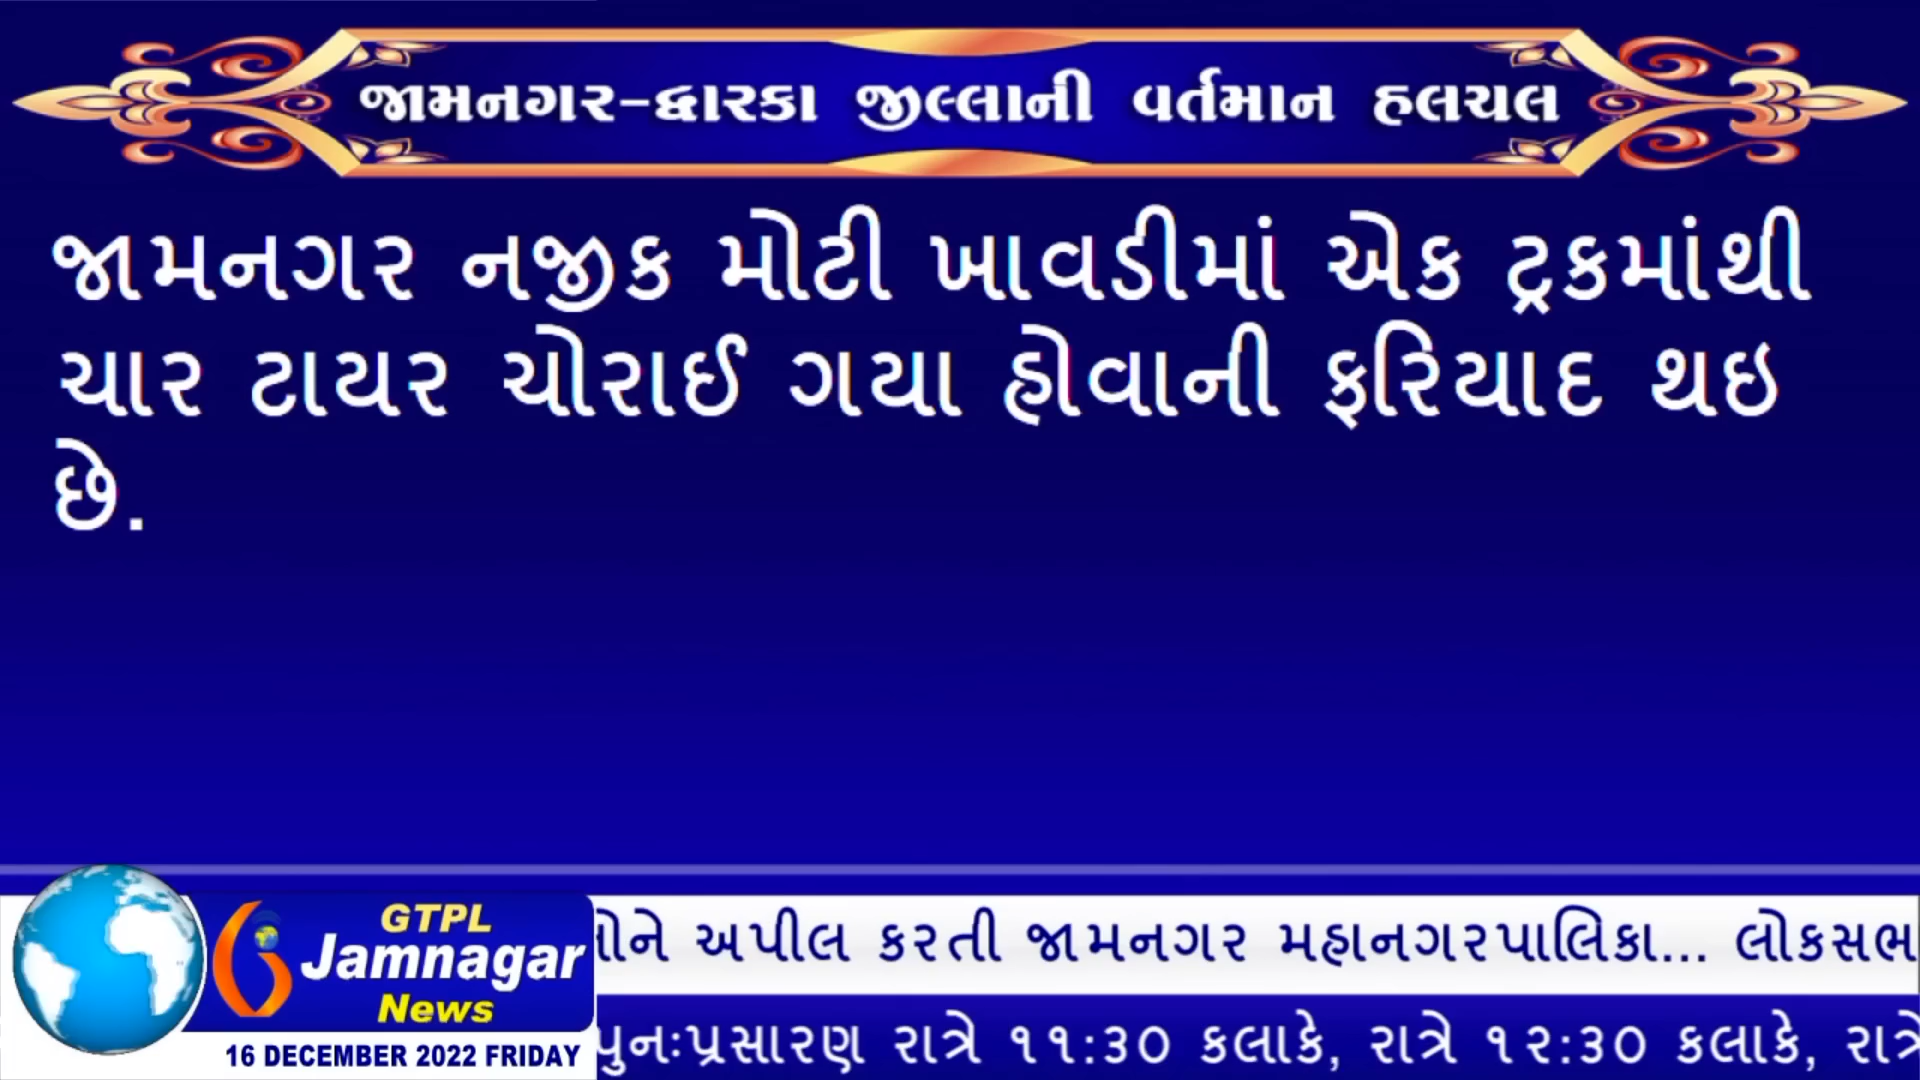 જામનગર-દ્વારકા જીલ્લાની વર્તમાન હલચલ
જામનગર નજીક મોટી ખાવડીમાં એક ટ્રકમાંથી
ચાર ટાયર ચોરાઈ ગયા હોવાની ફરિયાદ થઇ
છે.
GTPL
Jamnagar
News
16 DECEMBER 2022 FRIDAY
અપીલ કરતી જામનગર મહાનગરપાલિકા... લોકસભ
પુનઃપ્રસારણ રાત્રે ૧૧:૩૦ કલાકે, રાત્રે ૧૨:૩૦ કલાકે,